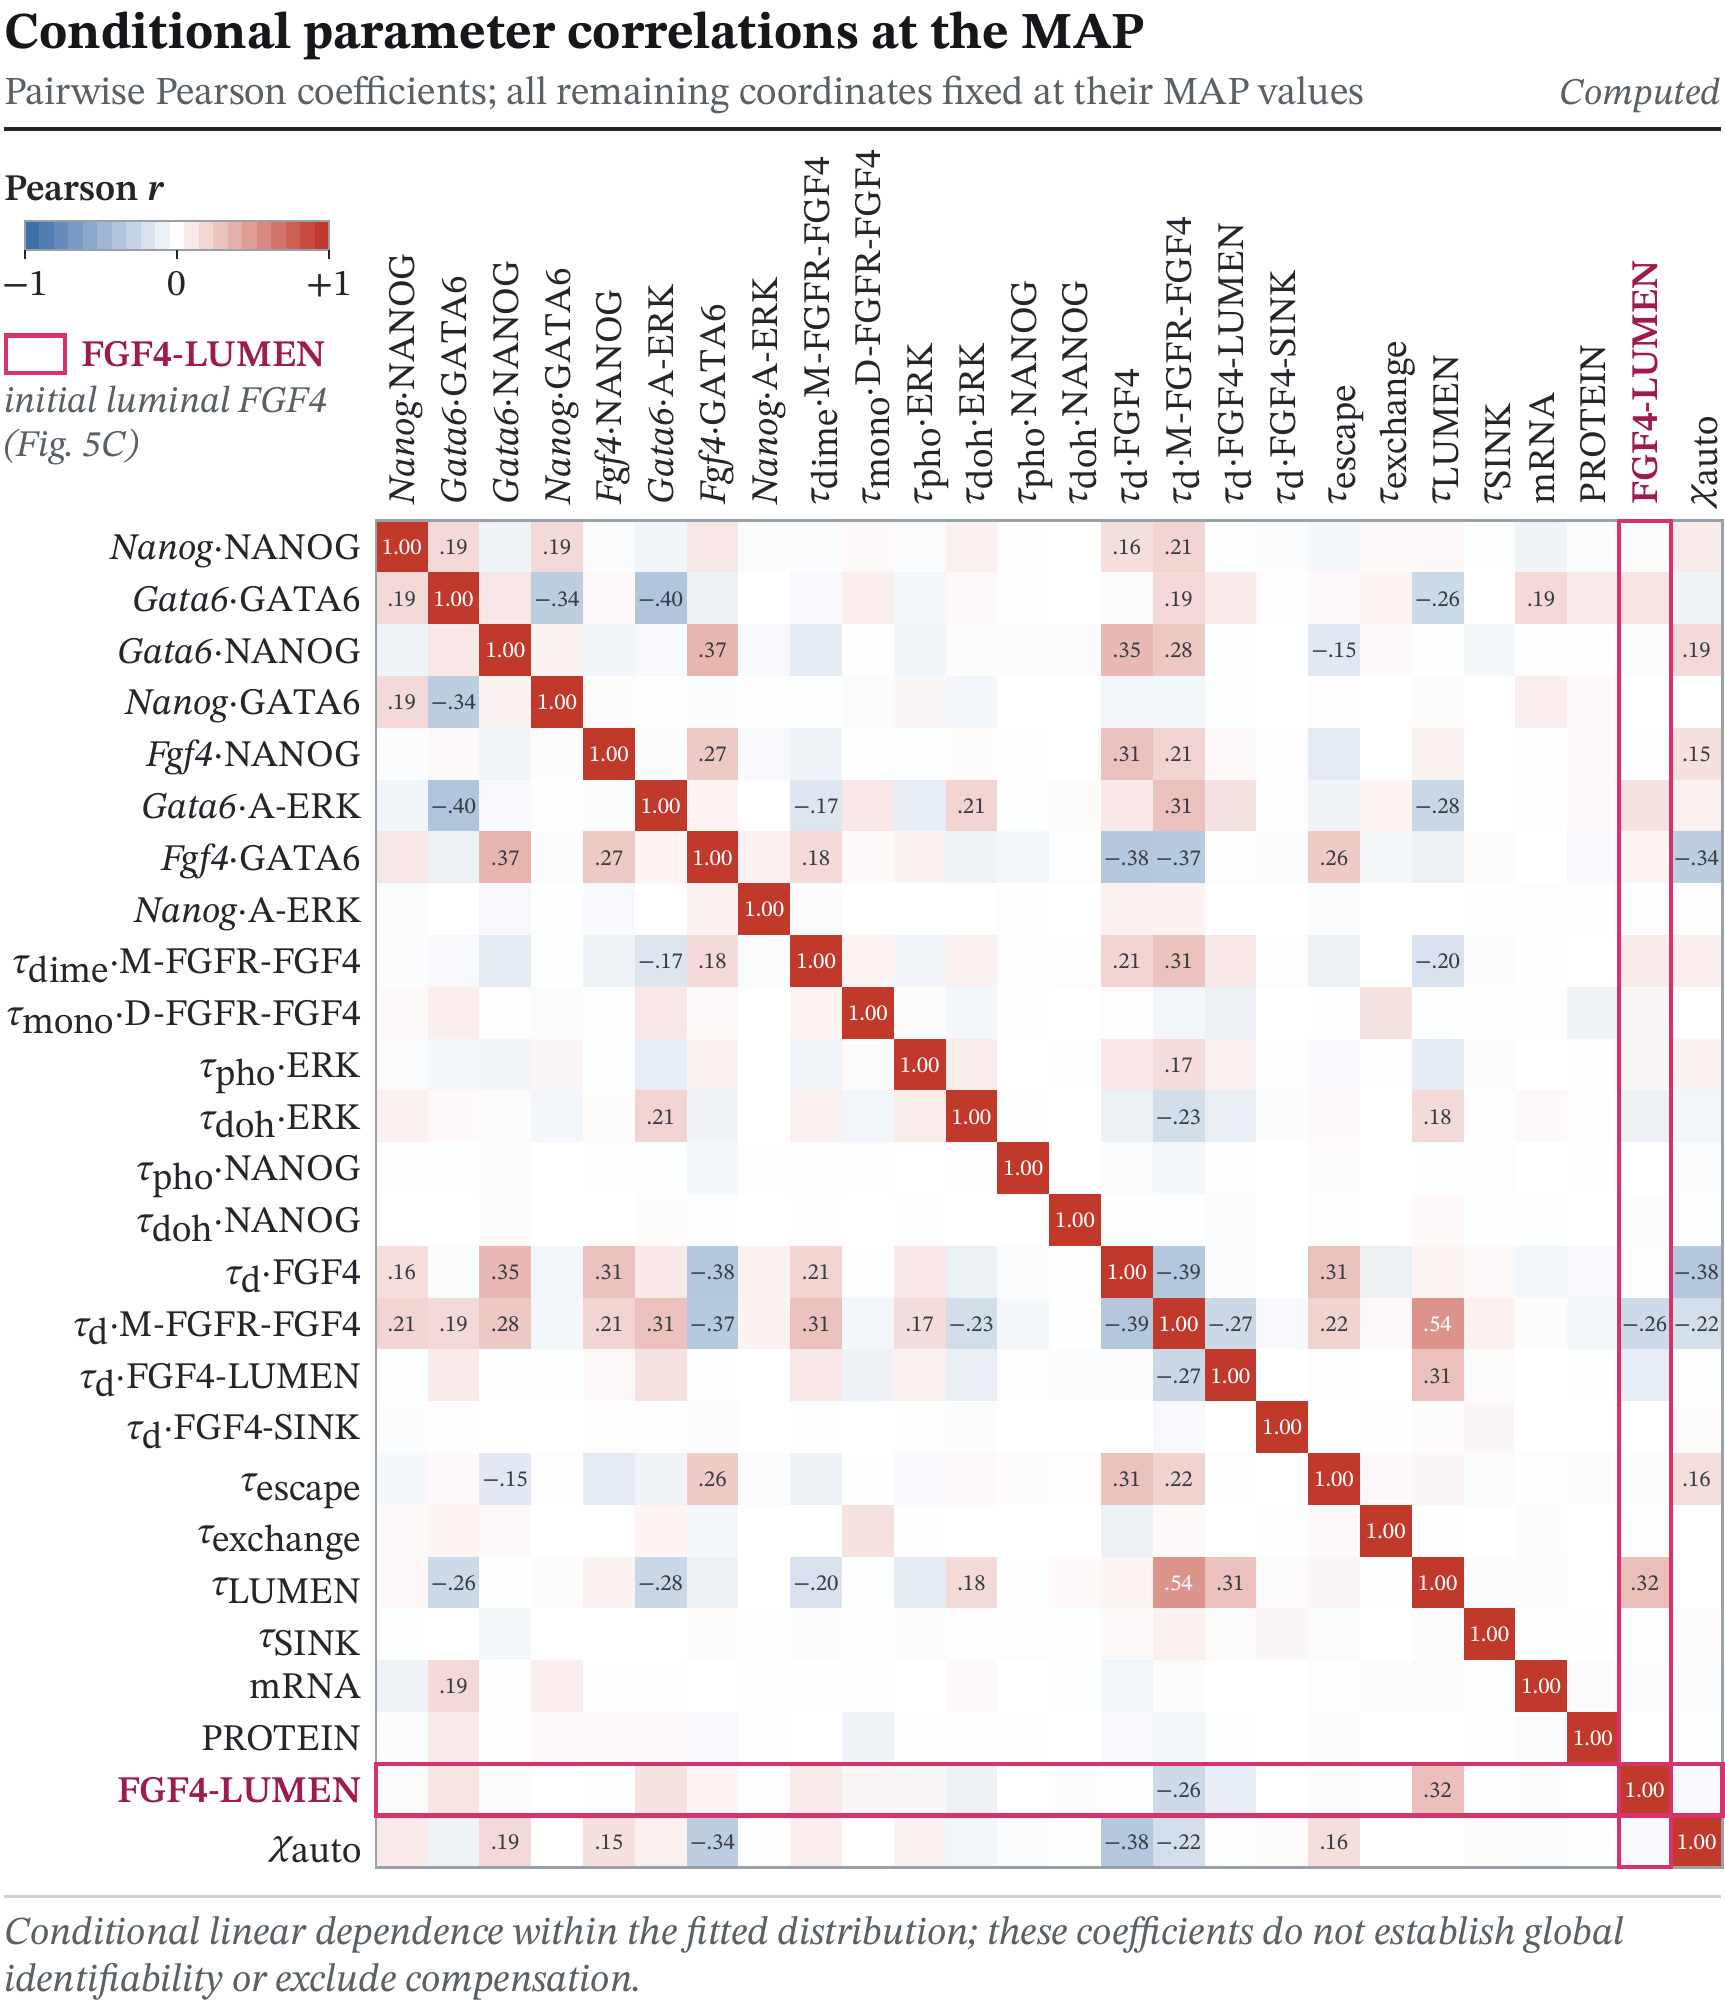 Conditional parameter correlations at the MAP
Pairwise Pearson coefficients; all remaining coordinates fixed at their MAP values
Computed
Pearson r
−1 0 +1
FGF4-LUMEN
initial luminal FGF4
(Fig. 5C)
Nanog·NANOG
Gata6·GATA6
Gata6·NANOG
Nanog·GATA6
Fgf4·NANOG
Gata6·A-ERK
Fgf4·GATA6
Nanog·A-ERK
τdime·M-FGFR-FGF4
τmono·D-FGFR-FGF4
τpho·ERK
τdoh·ERK
τpho·NANOG
τdoh·NANOG
τd·FGF4
τd·M-FGFR-FGF4
τd·FGF4-LUMEN
τd·FGF4-SINK
τescape
τexchange
τLUMEN
τSINK
mRNA
PROTEIN
FGF4-LUMEN
χauto
Nanog·NANOG 1.00 .19 .19 .16 .21
Gata6·GATA6 .19 1.00 −.34 −.40 .19 −.26 .19
Gata6·NANOG 1.00 .37 .35 .28 −.15 .19
Nanog·GATA6 .19 −.34 1.00
Fgf4·NANOG 1.00 .27 .31 .21 .15
Gata6·A-ERK −.40 1.00 −.17 .21 .31 −.28
Fgf4·GATA6 .37 .27 1.00 .18 −.38 −.37 .26 −.34
Nanog·A-ERK 1.00
τdime·M-FGFR-FGF4 −.17 .18 1.00 .21 .31 −.20
τmono·D-FGFR-FGF4 1.00
τpho·ERK 1.00 .17
τdoh·ERK .21 1.00 −.23 .18
τpho·NANOG 1.00
τdoh·NANOG 1.00
τd·FGF4 .16 .35 .31 −.38 .21 1.00 −.39 .31 −.38
τd·M-FGFR-FGF4 .21 .19 .28 .21 .31 −.37 .31 .17 −.23 −.39 1.00 −.27 .22 .54 −.26 −.22
τd·FGF4-LUMEN −.27 1.00 .31
τd·FGF4-SINK 1.00
τescape −.15 .26 .31 .22 1.00 .16
τexchange 1.00
τLUMEN −.26 −.28 −.20 .18 .54 .31 1.00 .32
τSINK 1.00
mRNA .19 1.00
PROTEIN 1.00
FGF4-LUMEN −.26 .32 1.00
χauto .19 .15 −.34 −.38 −.22 .16 1.00
Conditional linear dependence within the fitted distribution; these coefficients do not establish global
identifiability or exclude compensation.